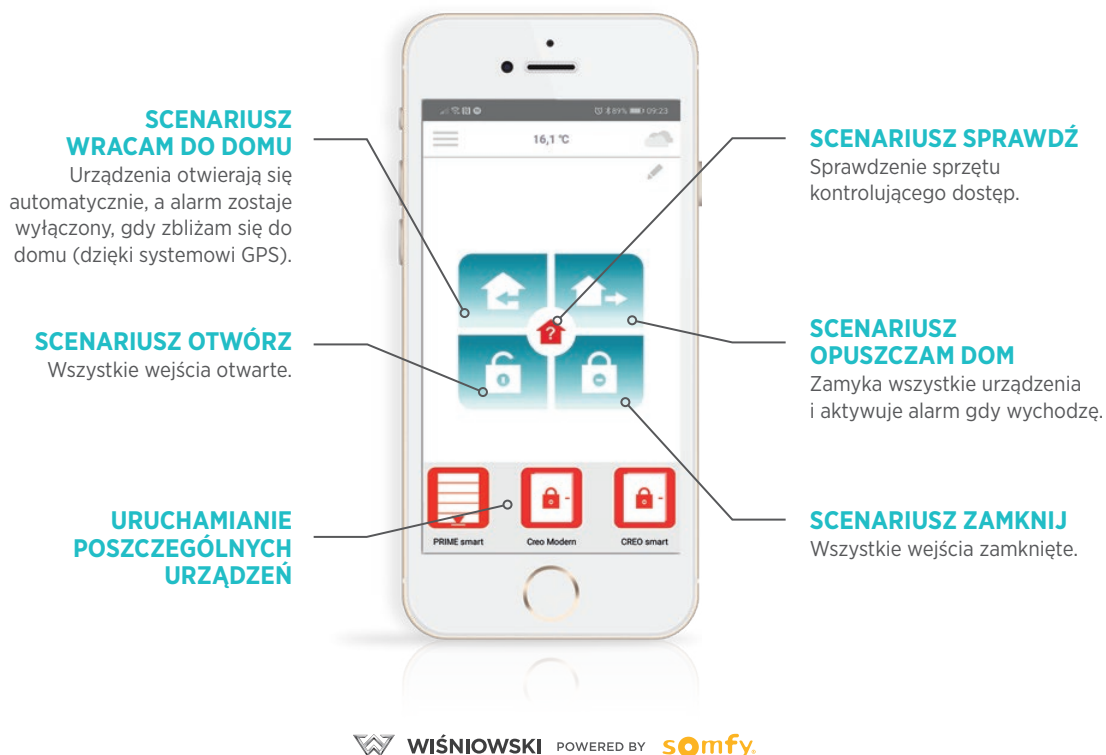 SCENARIUSZ
WRACAM DO DOMU
Urządzenia otwierają się
automatycznie, a alarm zostaje
wyłączony, gdy zbliżam się do
domu (dzięki systemowi GPS).
SCENARIUSZ OTWÓRZ
Wszystkie wejścia otwarte.
URUCHAMIANIE
POSZCZEGÓLNYCH
URZĄDZEŃ
89% 09:23
16,1 °C
?
PRIME smart
Creo Modern
CREO smart
SCENARIUSZ SPRAWDŹ
Sprawdzenie sprzętu
kontrolującego dostęp.
SCENARIUSZ
OPUSZCZAM DOM
Zamyka wszystkie urządzenia
i aktywuje alarm gdy wychodzę.
SCENARIUSZ ZAMKNIJ
Wszystkie wejścia zamknięte.
WIŚNIOWSKI POWERED BY somfy.